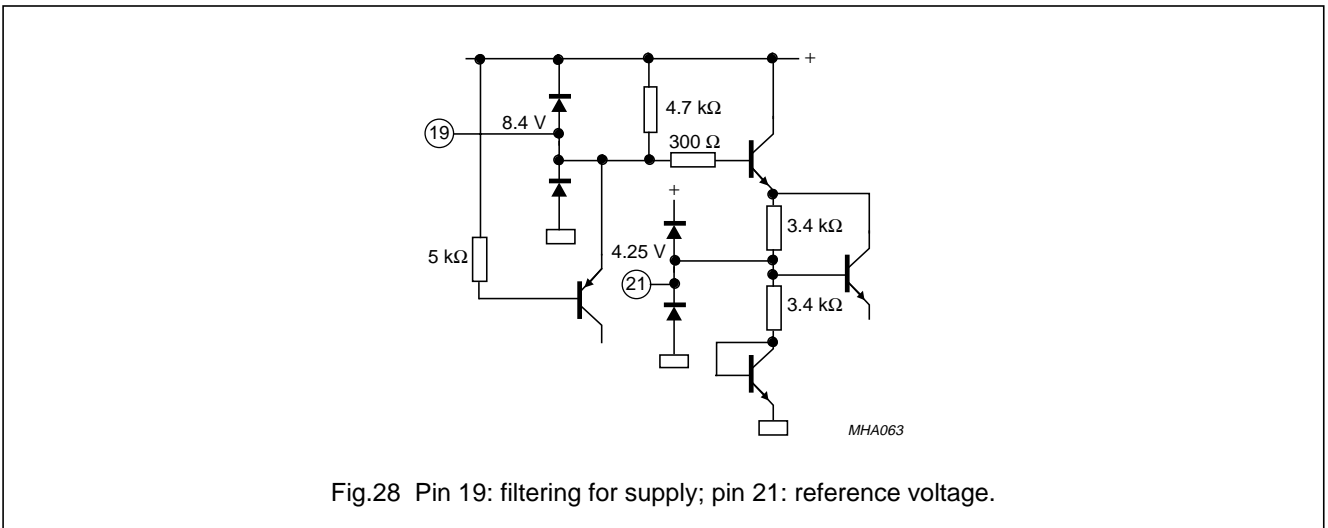 +
4.7 kΩ
8.4 V
19
300 Ω
+
3.4 kΩ
5 kΩ
4.25 V
21
3.4 kΩ
MHA063
Fig.28 Pin 19: filtering for supply; pin 21: reference voltage.